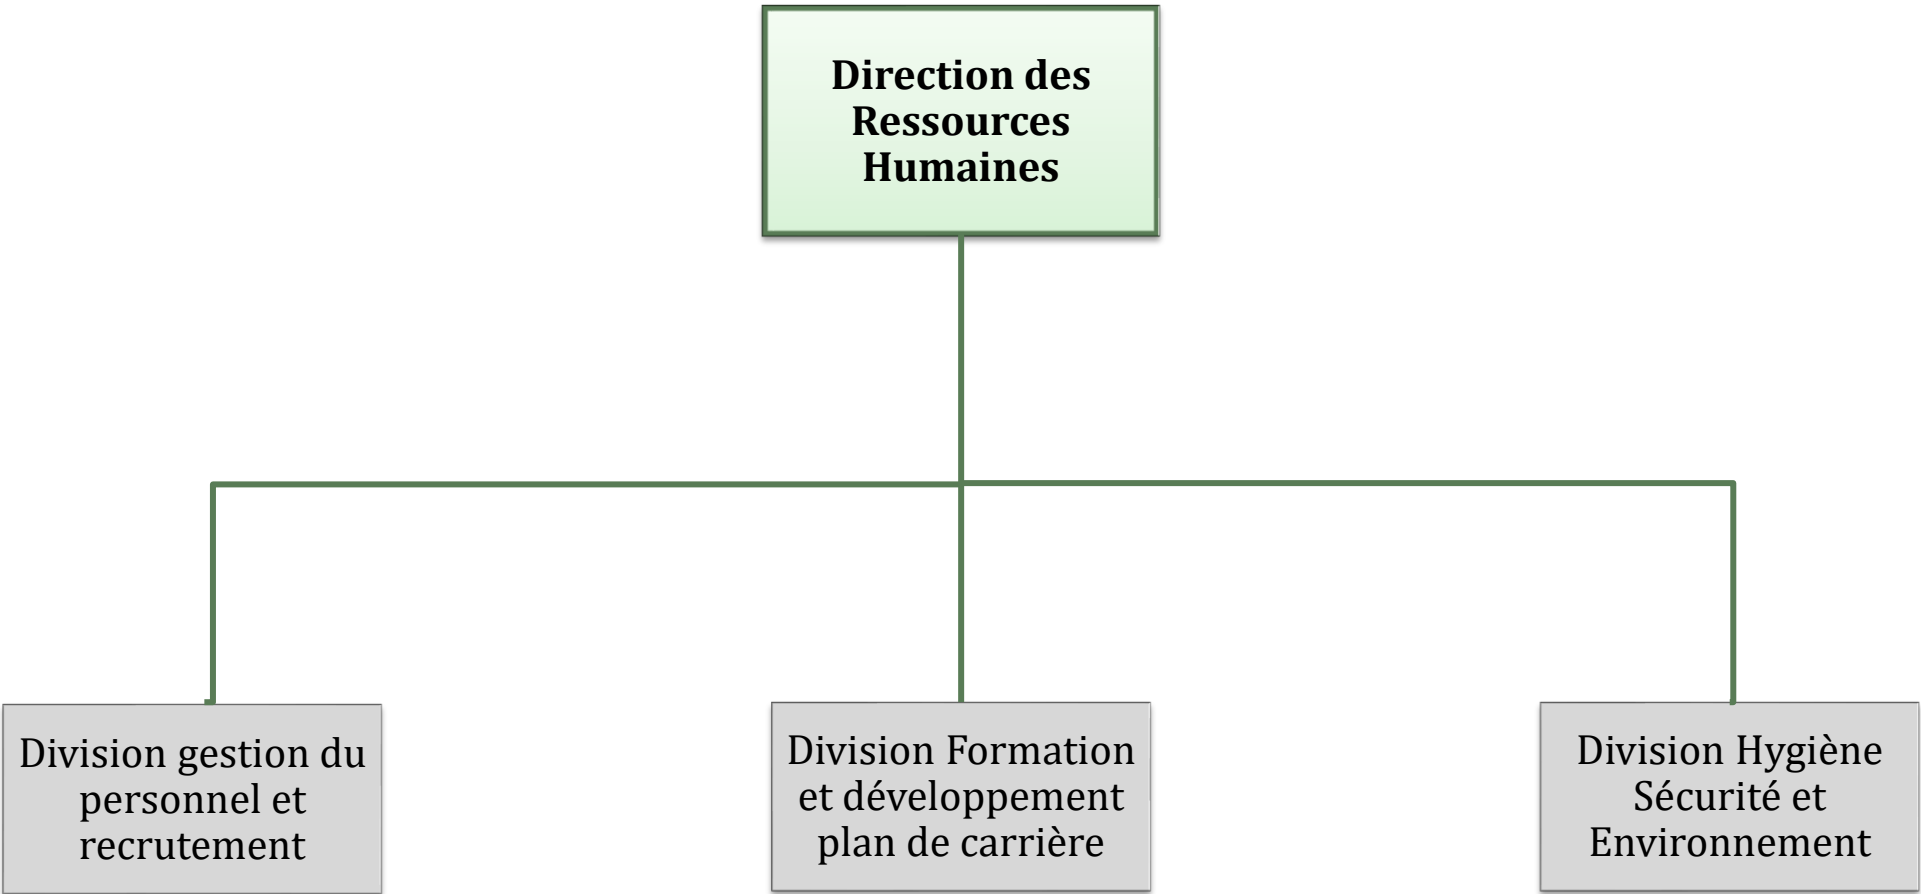 Direction des
Ressources
Humaines
Division gestion du
personnel et
recrutement
Division Formation
et développement
plan de carrière
Division Hygiène
Sécurité et
Environnement